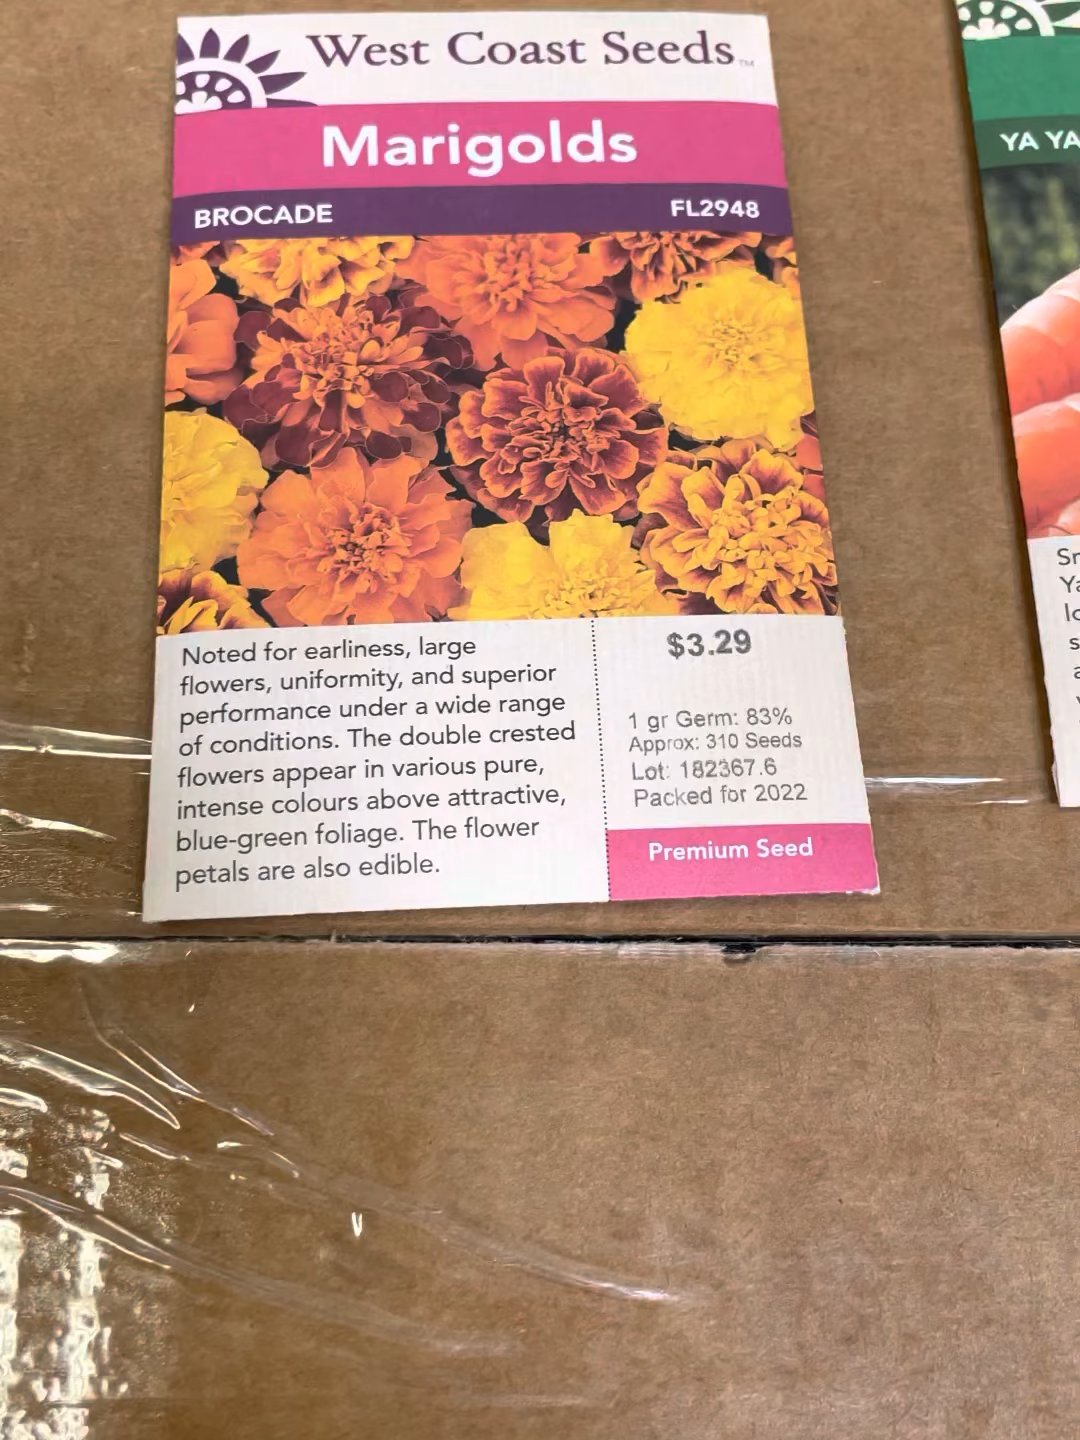 West Coast Seeds™
Marigolds
BROCADE FL2948
Noted for earliness, large
flowers, uniformity, and superior
performance under a wide range
of conditions. The double crested
flowers appear in various pure,
intense colours above attractive,
blue-green foliage. The flower
petals are also edible.
$3.29
1 gr Germ: 83%
Approx: 310 Seeds
Lot: 182367.6
Packed for 2022
Premium Seed
YA YA